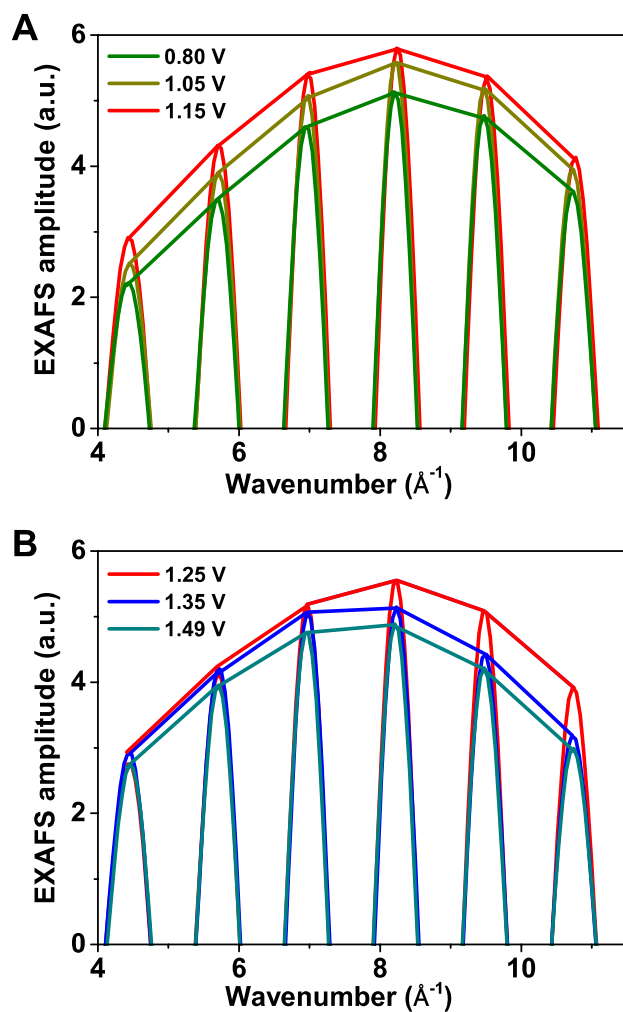 A
6
0.80 V
1.05 V
1.15 V
4
2
0
EXAFS amplitude (a.u.)
4 6 8 10
Wavenumber (Å⁻¹)
B
6
1.25 V
1.35 V
1.49 V
4
2
0
EXAFS amplitude (a.u.)
4 6 8 10
Wavenumber (Å⁻¹)